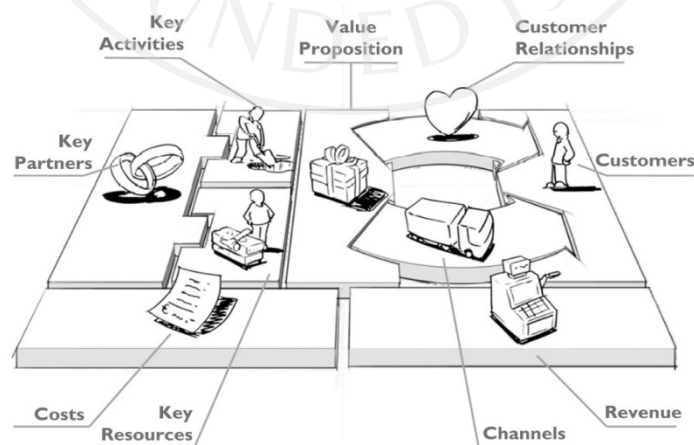 Key
Activities
Value
Proposition
Customer
Relationships
Key
Partners
Customers
Costs
Key
Resources
Channels
Revenue